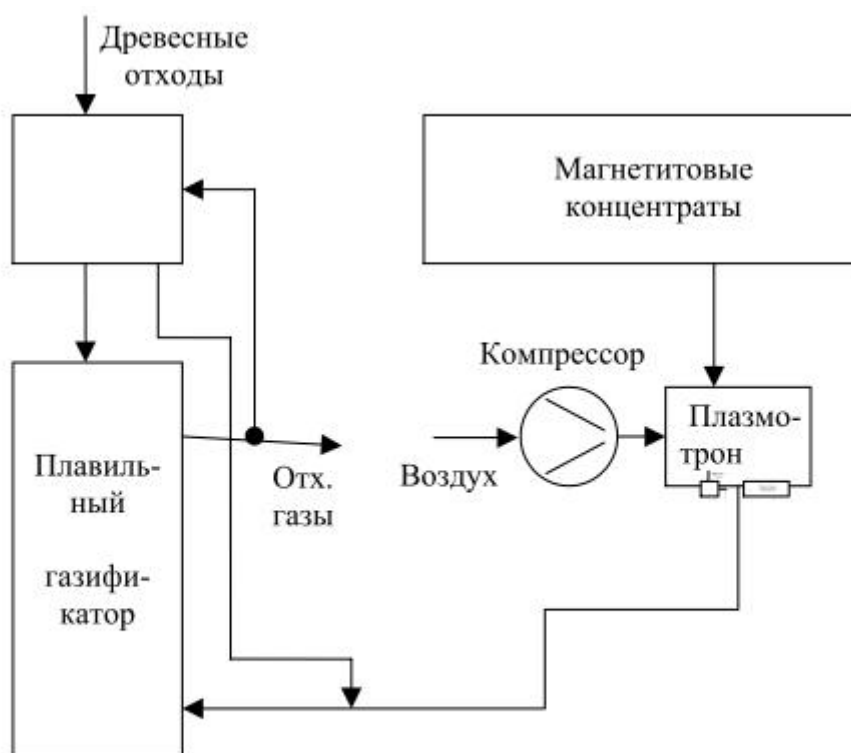 Древесные
отходы
Магнетитовые
концентраты
Компрессор
Плазмо-
трон
Воздух
Отх.
газы
Плавиль-
ный
газифи-
катор